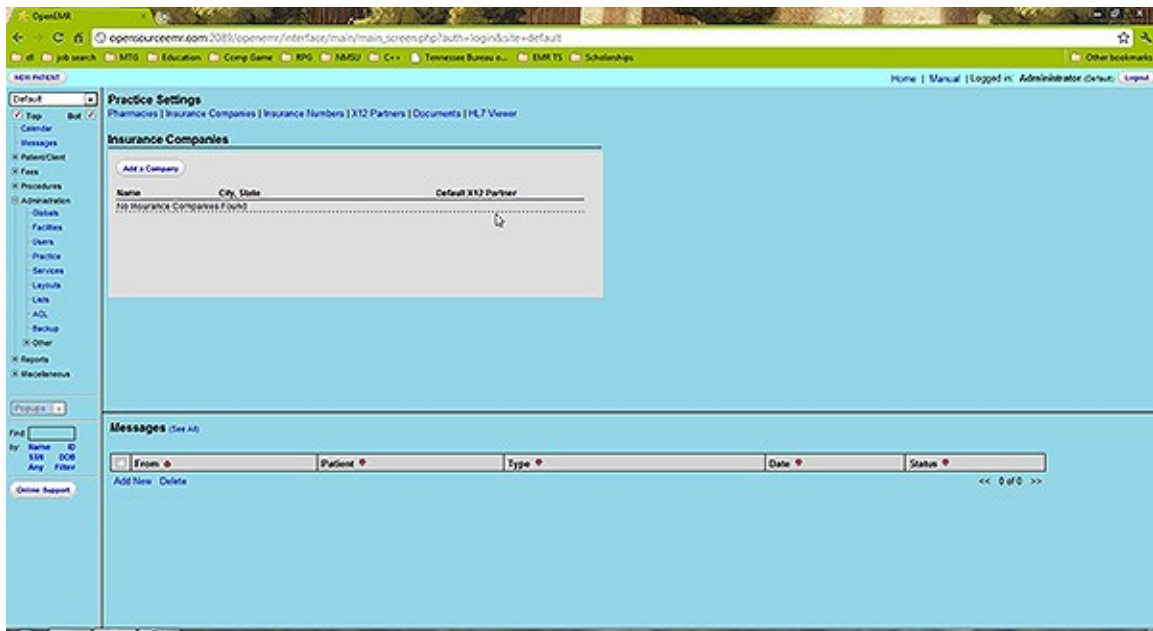 OpenEMR
opensourceemr.com:2089/openemr/interface/main/main_screen.php?auth=login&site=default
dl job search MTG Education Comp Game RPG NMSU C++ Tennessee Bureau o... EMR TS Scholarships Other bookmarks
NEW PATIENT Home | Manual | Logged in: Administrator (Default) Logout
Default
Top Bot
Calendar
Messages
Patient/Client
Fees
Procedures
Administration
Globals
Facilities
Users
Practice
Services
Layouts
Lists
ACL
Backup
Other
Reports
Miscellaneous
Popups
Find
by: Name ID
SSN DOB
Any Filter
Online Support
Practice Settings
Pharmacies | Insurance Companies | Insurance Numbers | X12 Partners | Documents | HL7 Viewer
Insurance Companies
Add a Company
Name City, State Default X12 Partner
No Insurance Companies Found
Messages (See All)
From Patient Type Date Status
Add New Delete << 0 of 0 >>